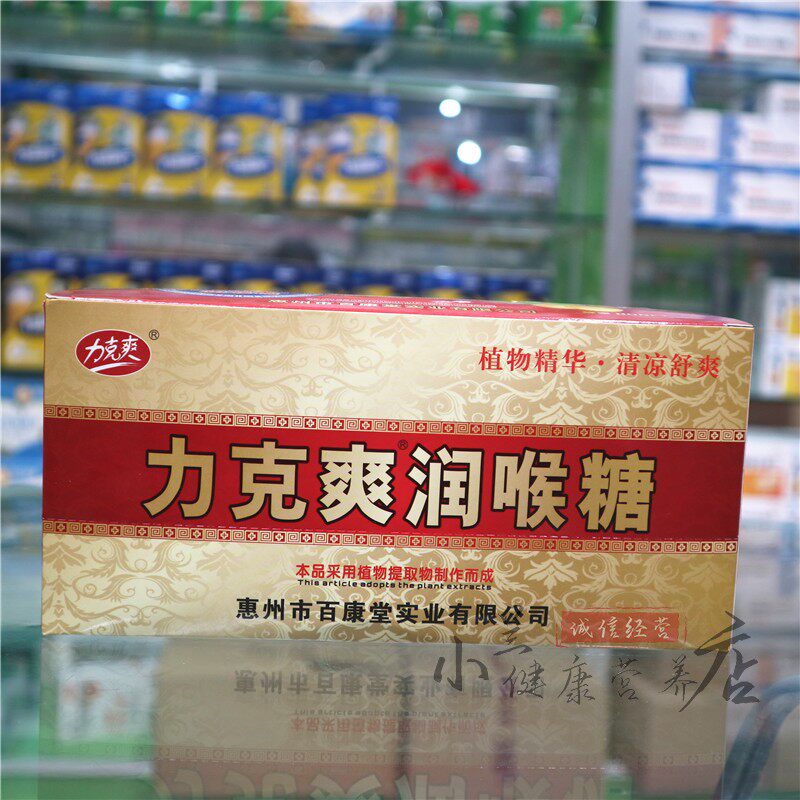 力克爽®
植物精华·清凉舒爽
力克爽®润喉糖
本品采用植物提取物制作而成
This article adopts the plant extracts
惠州市百康堂实业有限公司
诚信经营
小三健康营养店